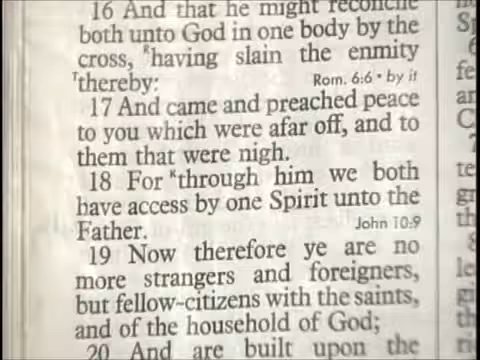 16 And that he might reconcile
both unto God in one body by the
cross, ᴷhaving slain the enmity
ᵀthereby: Rom. 6:6 • by it
17 And came and preached peace
to you which were afar off, and to
them that were nigh.
18 For ᴷthrough him we both
have access by one Spirit unto the
Father. John 10:9
19 Now therefore ye are no
more strangers and foreigners,
but fellow-citizens with the saints,
and of the household of God;
20 And are built upon the